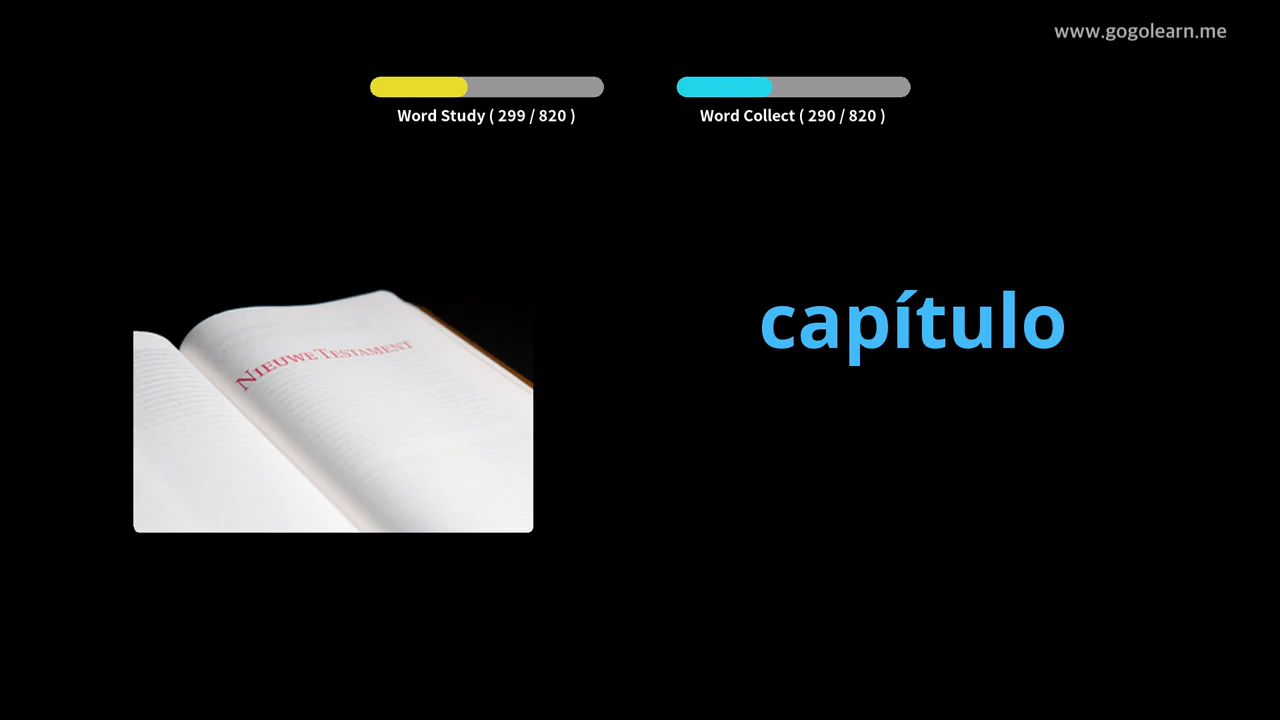 www.gogolearn.me
Word Study ( 299 / 820 )
Word Collect ( 290 / 820 )
capítulo
NIEUWE TESTAMENT